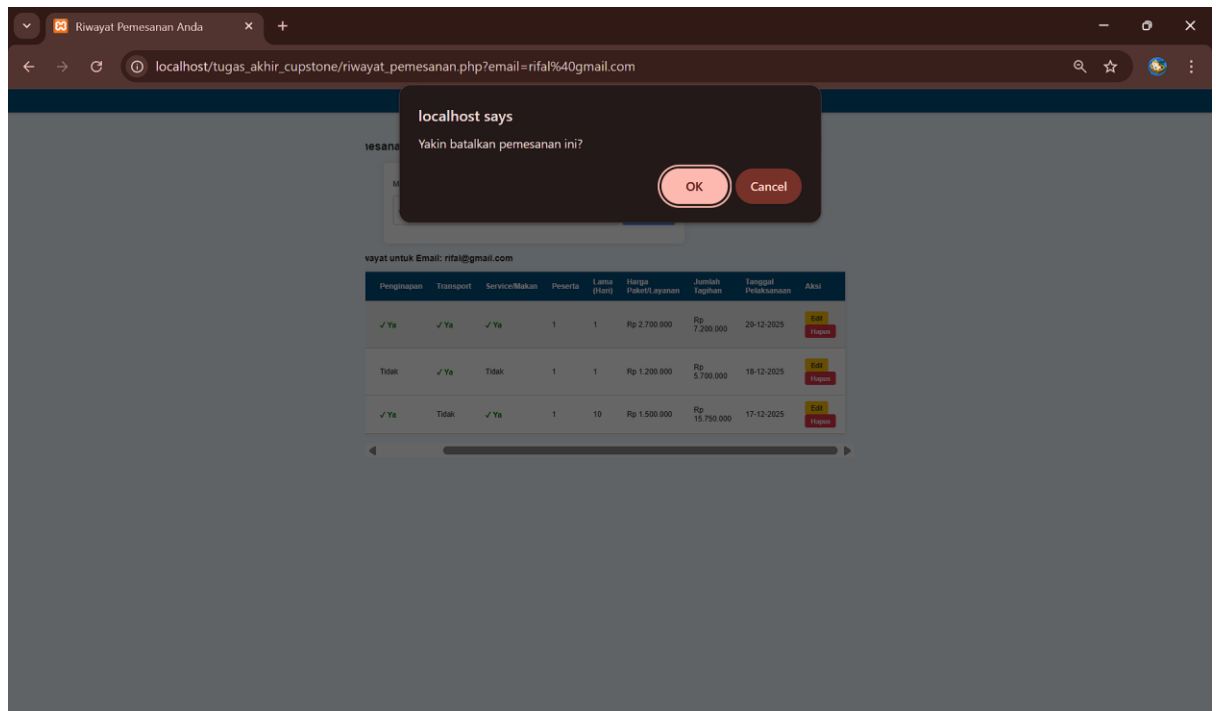 Riwayat Pemesanan Anda
localhost/tugas_akhir_cupstone/riwayat_pemesanan.php?email=rifal%40gmail.com
localhost says
Yakin batalkan pemesanan ini?
OK Cancel
nesana
M
wayat untuk Email: rifal@gmail.com
Penginapan Transport Service/Makan Peserta Lama (Hari) Harga Paket/Layanan Jumlah Tagihan Tanggal Pelaksanaan Aksi
✓ Ya ✓ Ya ✓ Ya 1 1 Rp 2.700.000 Rp 7.200.000 20-12-2025 Edit Hapus
Tidak ✓ Ya Tidak 1 1 Rp 1.200.000 Rp 5.700.000 18-12-2025 Edit Hapus
✓ Ya Tidak ✓ Ya 1 10 Rp 1.500.000 Rp 15.750.000 17-12-2025 Edit Hapus